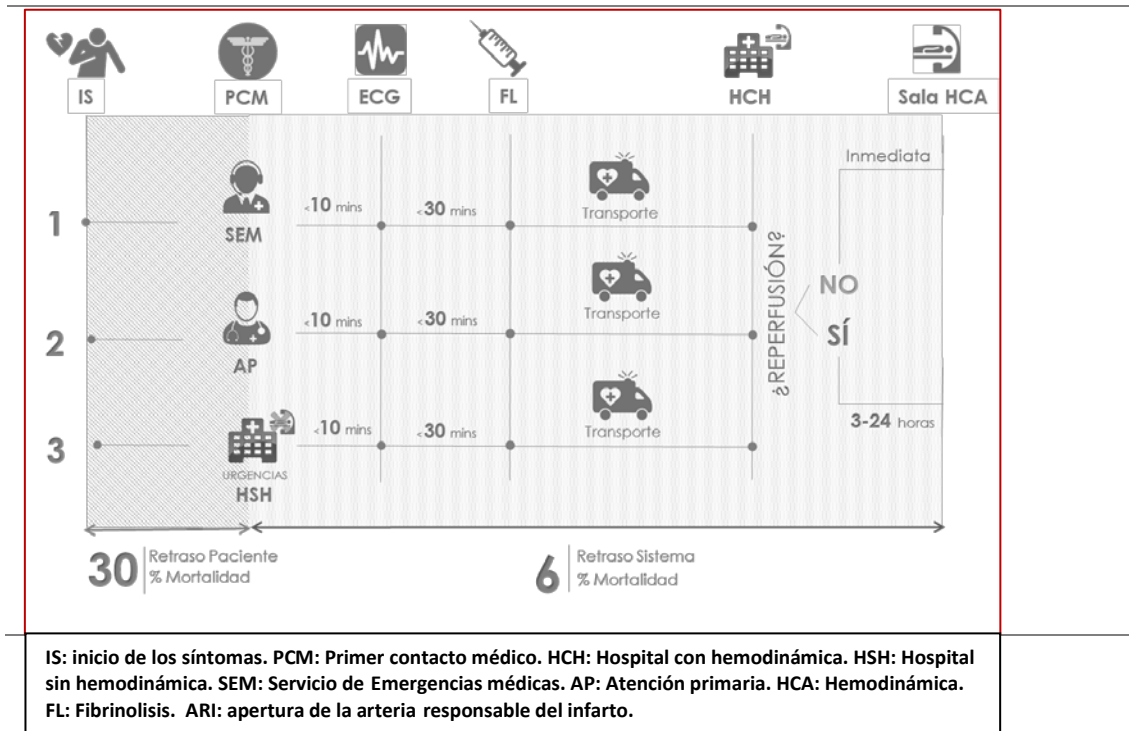 IS
PCM
ECG
FL
HCH
Sala HCA
Inmediata
1
SEM
<10 mins
<30 mins
Transporte
¿REPERFUSIÓN?
NO
SÍ
2
AP
<10 mins
<30 mins
Transporte
3-24 horas
3
URGENCIAS
HSH
<10 mins
<30 mins
Transporte
30
Retraso Paciente
% Mortalidad
6
Retraso Sistema
% Mortalidad
IS: inicio de los síntomas. PCM: Primer contacto médico. HCH: Hospital con hemodinámica. HSH: Hospital
sin hemodinámica. SEM: Servicio de Emergencias médicas. AP: Atención primaria. HCA: Hemodinámica.
FL: Fibrinolisis. ARI: apertura de la arteria responsable del infarto.